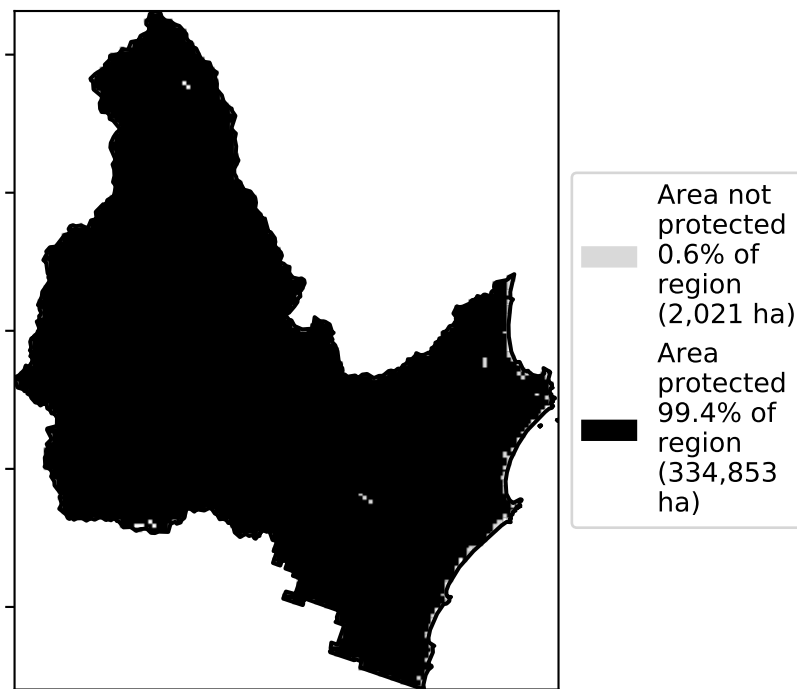 Area not
protected
0.6% of
region
(2,021 ha)
Area
protected
99.4% of
region
(334,853
ha)